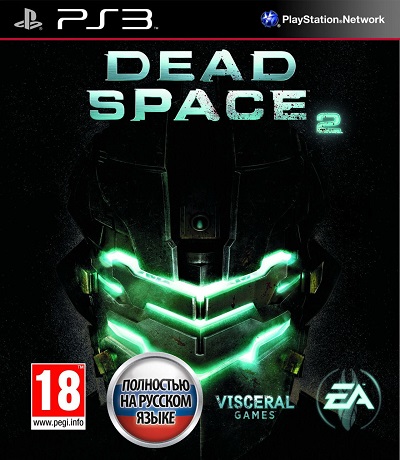 PS3
PlayStation Network
DEAD
SPACE 2
18
www.pegi.info
ПОЛНОСТЬЮ
НА РУССКОМ
ЯЗЫКЕ
VISCERAL
GAMES
EA